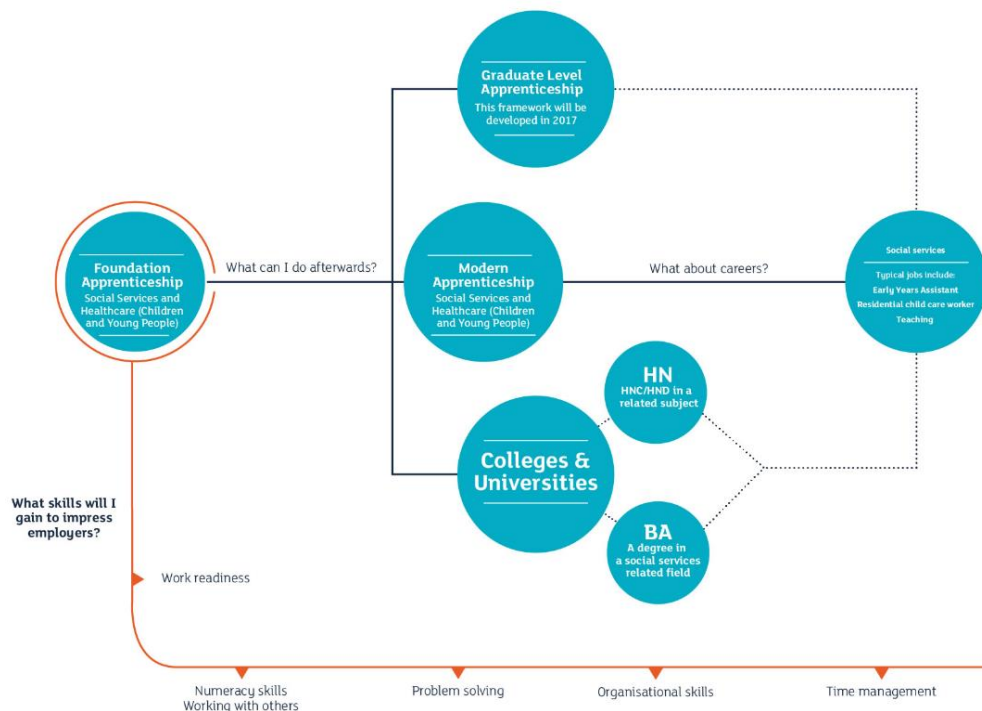 Graduate Level
Apprenticeship
This framework will be
developed in 2017
Foundation
Apprenticeship
Social Services and
Healthcare (Children
and Young People)
What can I do afterwards?
Modern
Apprenticeship
Social Services and
Healthcare (Children
and Young People)
What about careers?
Social services
Typical jobs include:
Early Years Assistant
Residential child care worker
Teaching
HN
HNC/HND in a
related subject
Colleges &
Universities
BA
A degree in
a social services
related field
What skills will I
gain to impress
employers?
Work readiness
Numeracy skills
Working with others
Problem solving
Organisational skills
Time management